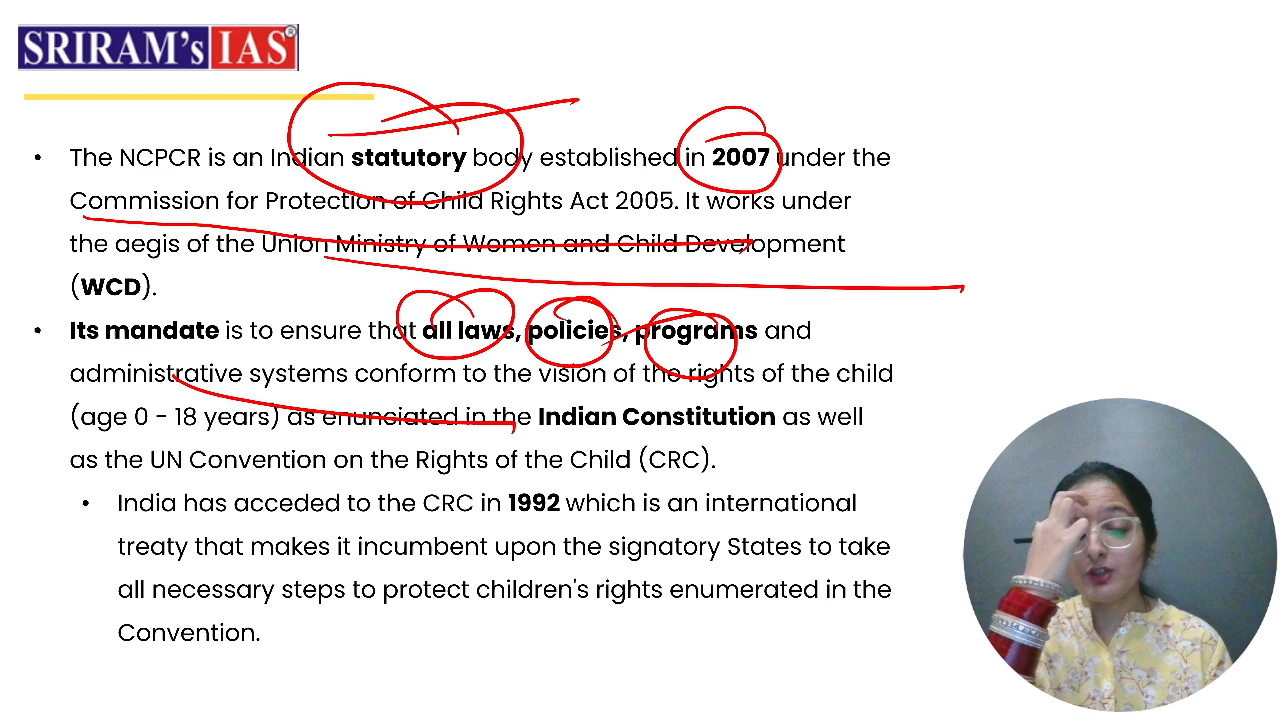 SRIRAM's IAS®
• The NCPCR is an Indian statutory body established in 2007 under the
Commission for Protection of Child Rights Act 2005. It works under
the aegis of the Union Ministry of Women and Child Development
(WCD).
• Its mandate is to ensure that all laws, policies, programs and
administrative systems conform to the vision of the rights of the child
(age 0 - 18 years) as enunciated in the Indian Constitution as well
as the UN Convention on the Rights of the Child (CRC).
• India has acceded to the CRC in 1992 which is an international
treaty that makes it incumbent upon the signatory States to take
all necessary steps to protect children's rights enumerated in the
Convention.